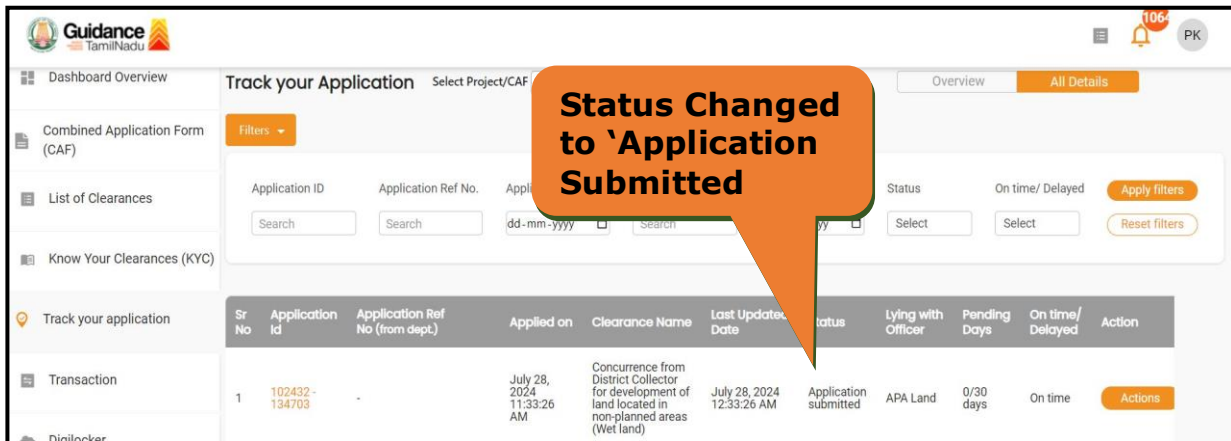 Guidance
TamilNadu
1064
PK
Dashboard Overview
Track your Application
Select Project/CAF
Overview
All Details
Combined Application Form
(CAF)
Filters
Status Changed
to ‘Application
Submitted
List of Clearances
Application ID
Application Ref No.
Status
On time/ Delayed
Apply filters
Search
Search
dd-mm-yyyy
Search
Select
Select
Reset filters
Know Your Clearances (KYC)
Track your application
Sr
No
Application
Id
Application Ref
No (from dept.)
Applied on
Clearance Name
Last Updated
Date
Lying with
Officer
Pending
Days
On time/
Delayed
Action
Transaction
1
102432-
134703
-
July 28,
2024
11:33:26
AM
Concurrence from
District Collector
for development of
land located in
non-planned areas
(Wet land)
July 28, 2024
12:33:26 AM
Application
submitted
APA Land
0/30
days
On time
Actions
Digilocker